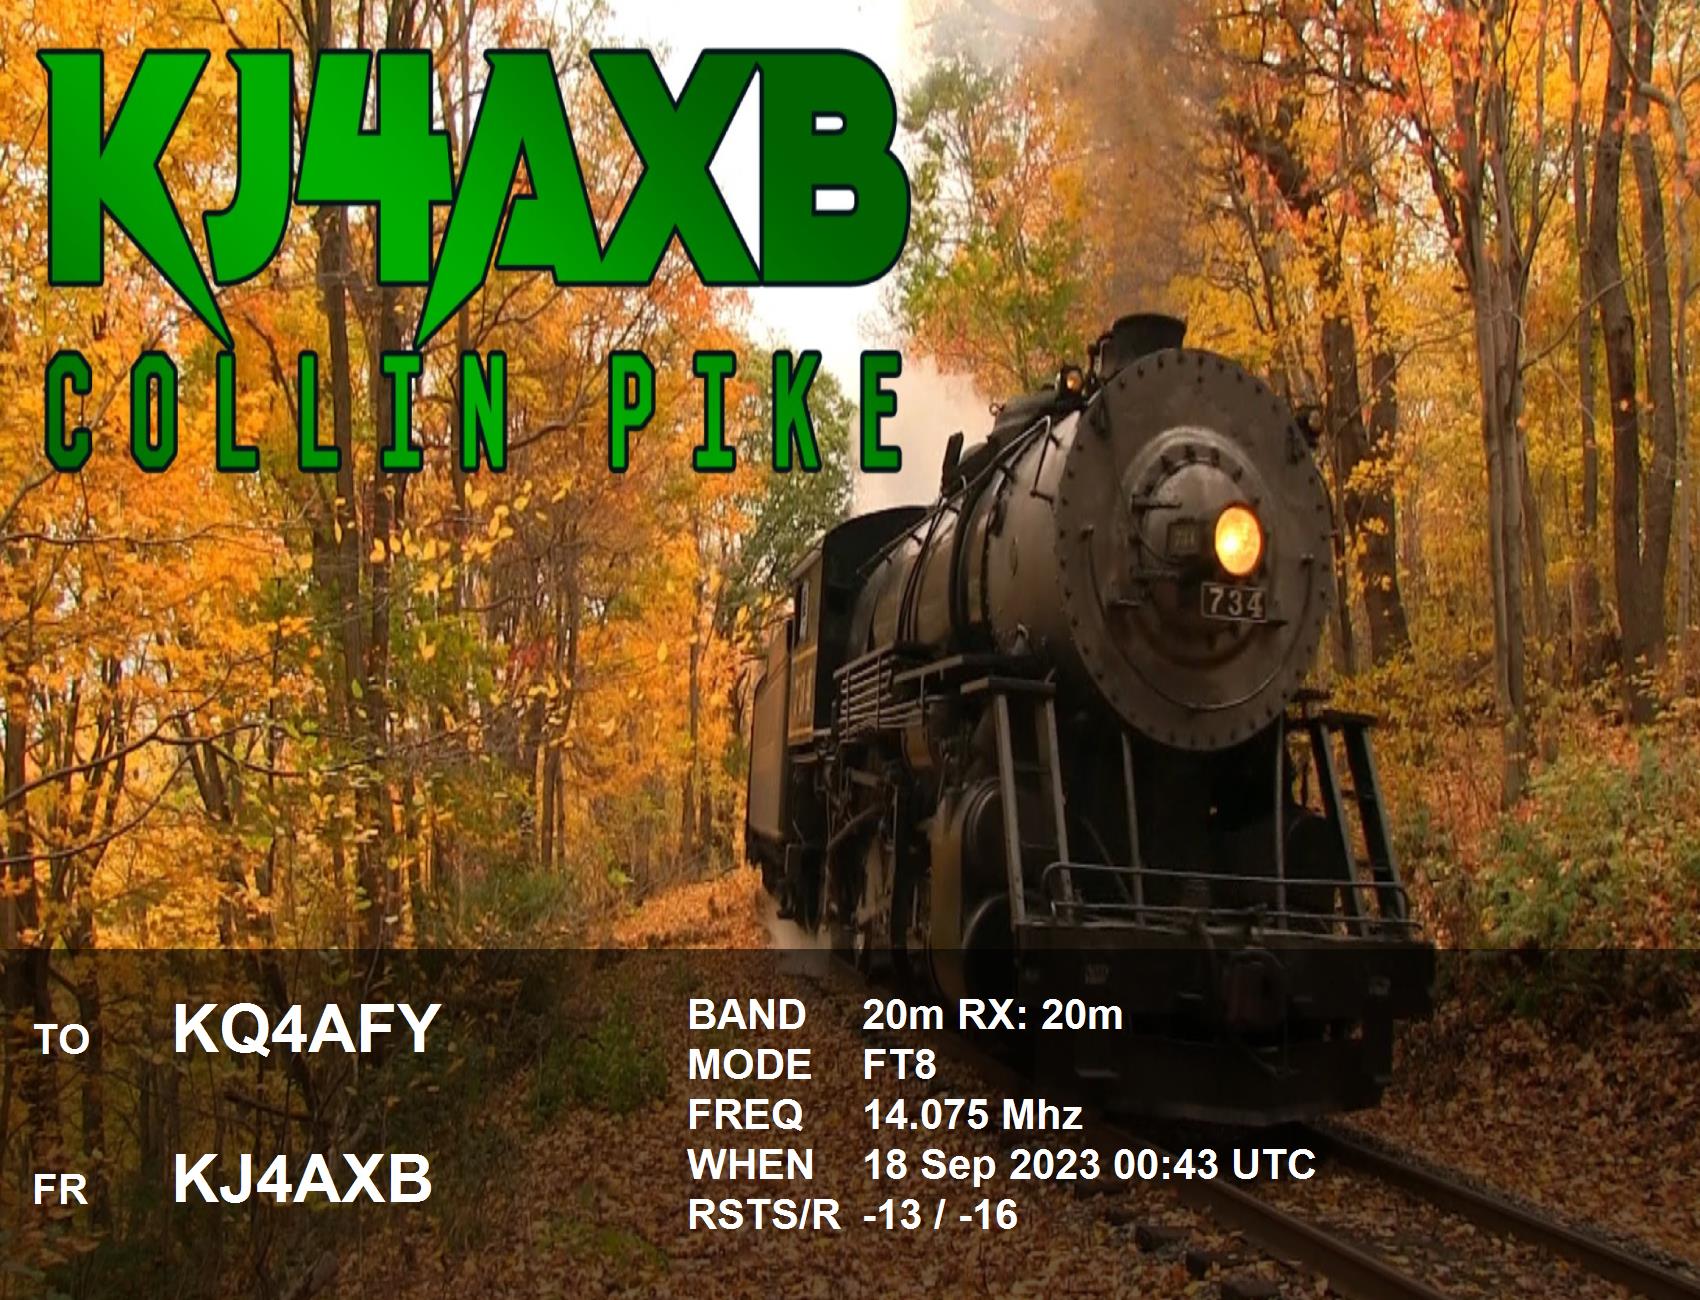 KJ4AXB
COLLIN PIKE
734
TO KQ4AFY
FR KJ4AXB
BAND 20m RX: 20m
MODE FT8
FREQ 14.075 Mhz
WHEN 18 Sep 2023 00:43 UTC
RSTS/R -13 / -16